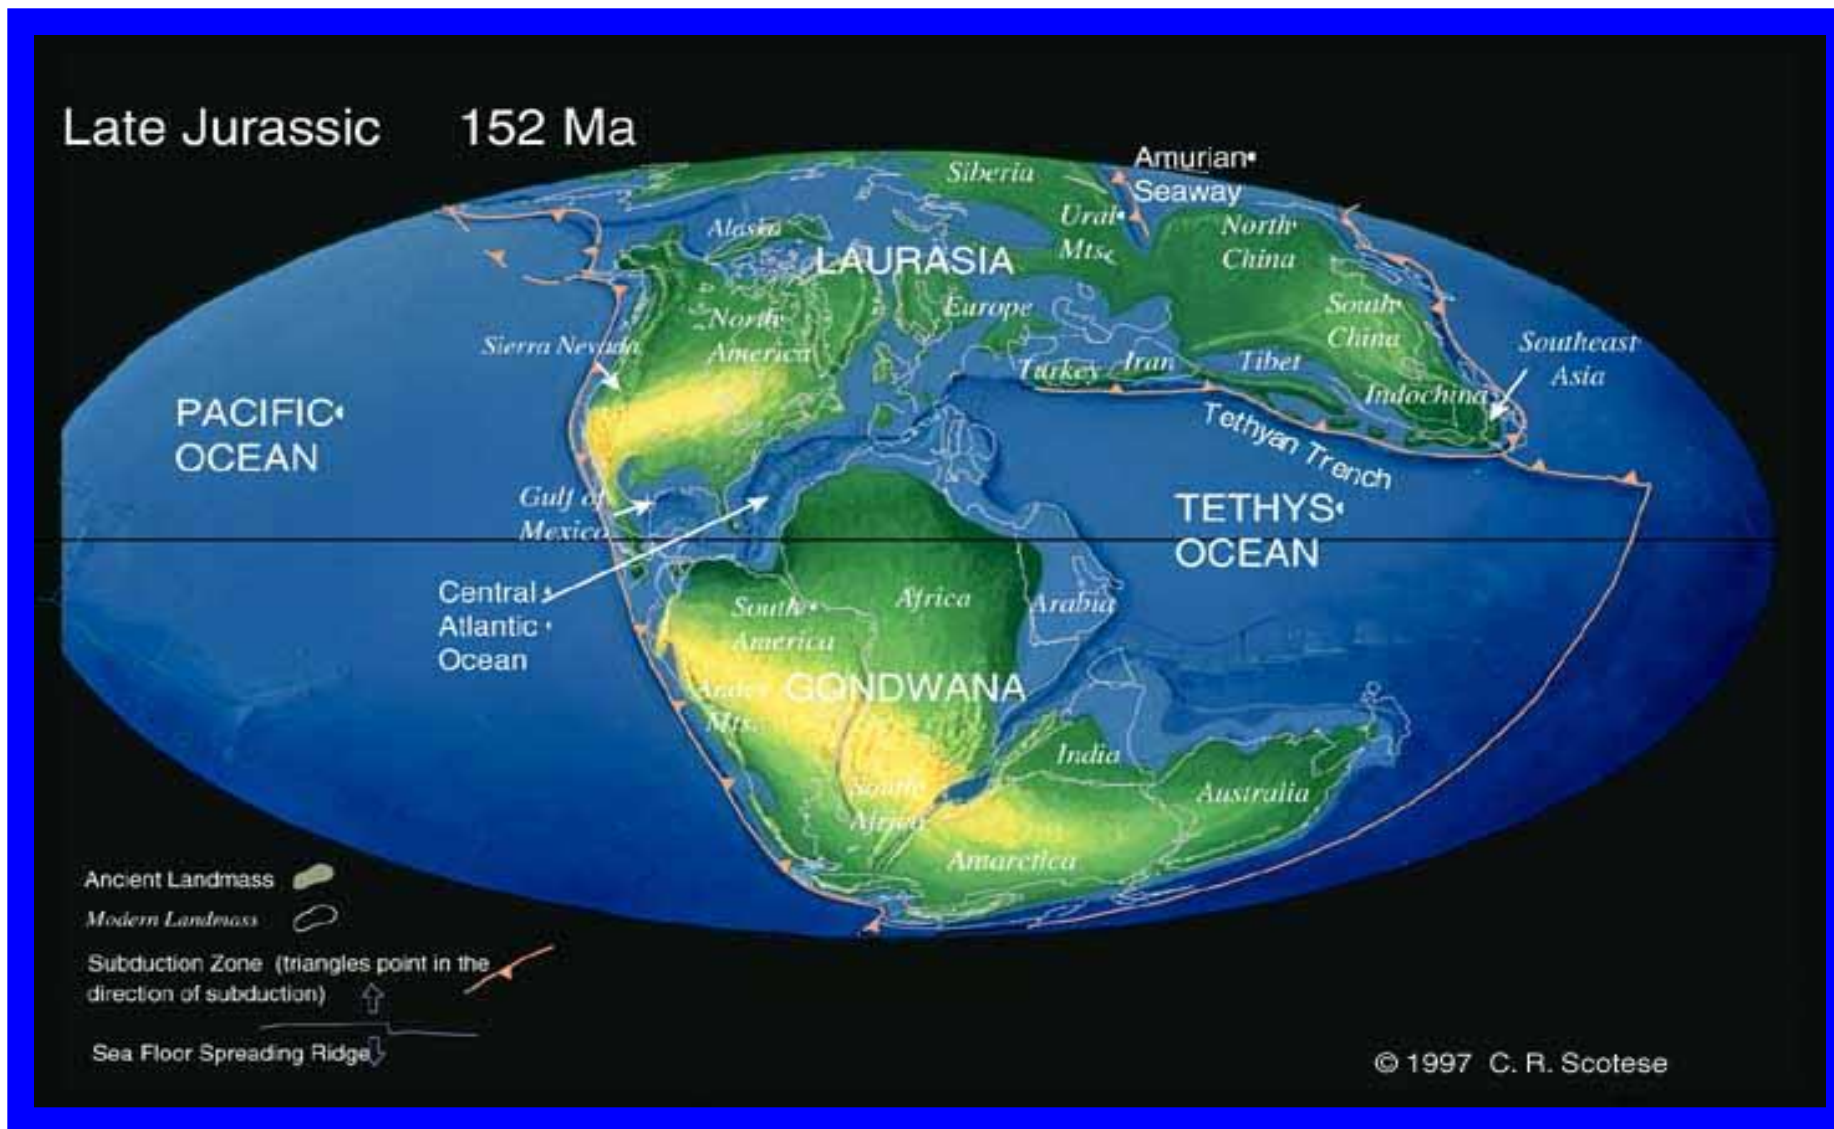 Late Jurassic 152 Ma
Amurian
Seaway
Siberia
Ural
Mts.
North
China
Alaska
LAURASIA
Europe
North
America
South
China
Sierra Nevada
Southeast
Asia
Turkey
Iran
Tibet
Indochina
PACIFIC
OCEAN
Tethyan Trench
Gulf of
Mexico
TETHYS
OCEAN
Central
Atlantic
Ocean
South
America
Africa
Arabia
GONDWANA
Andes
Mts.
India
South
Africa
Australia
Antarctica
Ancient Landmass
Modern Landmass
Subduction Zone (triangles point in the
direction of subduction)
Sea Floor Spreading Ridge
© 1997 C. R. Scotese